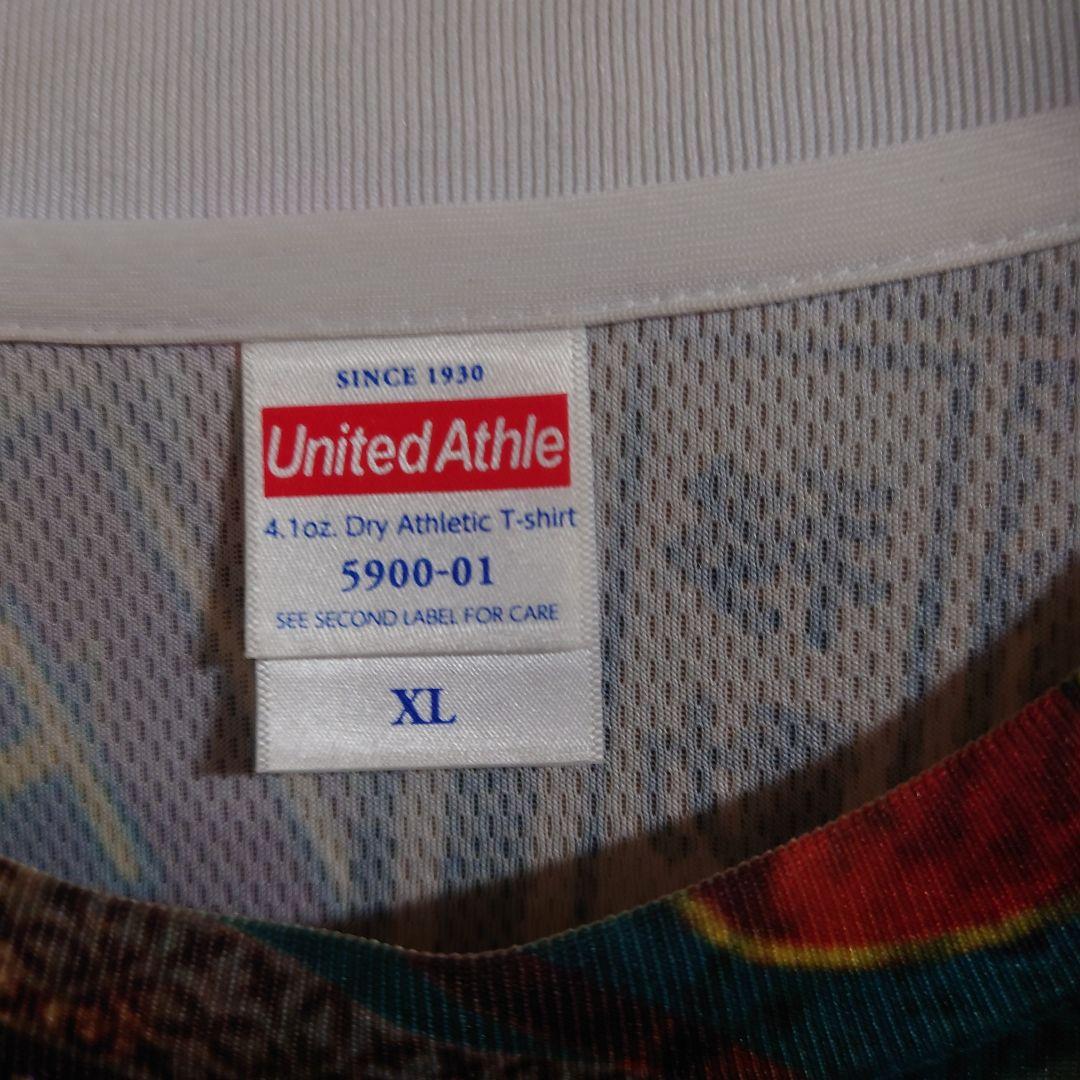 SINCE 1930
United Athle
4.1oz. Dry Athletic T-shirt
5900-01
SEE SECOND LABEL FOR CARE
XL